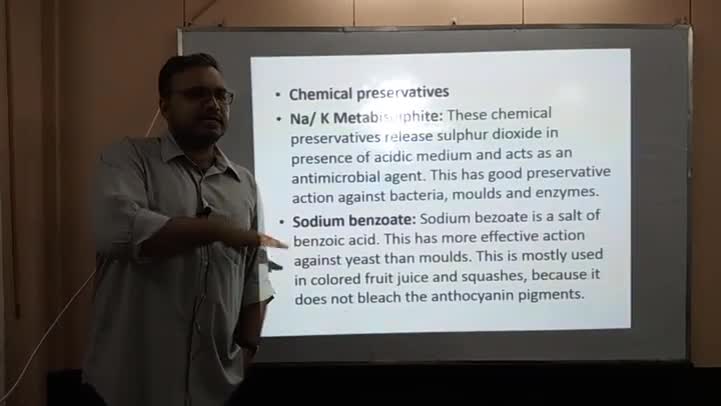 • Chemical preservatives
• Na/ K Metabisulphite: These chemical
preservatives release sulphur dioxide in
presence of acidic medium and acts as an
antimicrobial agent. This has good preservative
action against bacteria, moulds and enzymes.
• Sodium benzoate: Sodium bezoate is a salt of
benzoic acid. This has more effective action
against yeast than moulds. This is mostly used
in colored fruit juice and squashes, because it
does not bleach the anthocyanin pigments.